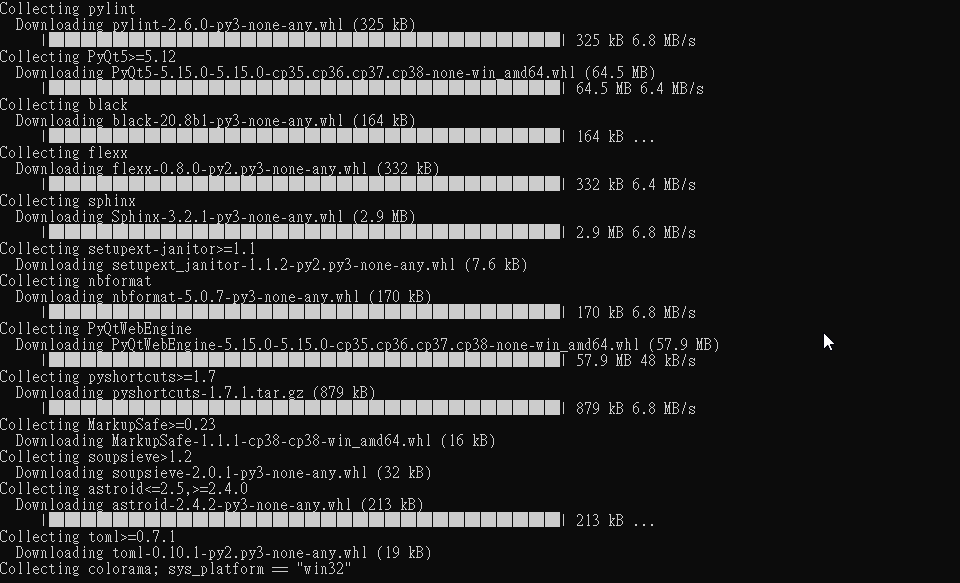 Collecting pylint
Downloading pylint-2.6.0-py3-none-any.whl (325 kB)
| 325 kB 6.8 MB/s
Collecting PyQt5>=5.12
Downloading PyQt5-5.15.0-5.15.0-cp35.cp36.cp37.cp38-none-win_amd64.whl (64.5 MB)
| 64.5 MB 6.4 MB/s
Collecting black
Downloading black-20.8b1-py3-none-any.whl (164 kB)
| 164 kB ...
Collecting flexx
Downloading flexx-0.8.0-py2.py3-none-any.whl (332 kB)
| 332 kB 6.4 MB/s
Collecting sphinx
Downloading Sphinx-3.2.1-py3-none-any.whl (2.9 MB)
| 2.9 MB 6.8 MB/s
Collecting setupext-janitor>=1.1
Downloading setupext_janitor-1.1.2-py2.py3-none-any.whl (7.6 kB)
Collecting nbformat
Downloading nbformat-5.0.7-py3-none-any.whl (170 kB)
| 170 kB 6.8 MB/s
Collecting PyQtWebEngine
Downloading PyQtWebEngine-5.15.0-5.15.0-cp35.cp36.cp37.cp38-none-win_amd64.whl (57.9 MB)
| 57.9 MB 48 kB/s
Collecting pyshortcuts>=1.7
Downloading pyshortcuts-1.7.1.tar.gz (879 kB)
| 879 kB 6.8 MB/s
Collecting MarkupSafe>=0.23
Downloading MarkupSafe-1.1.1-cp38-cp38-win_amd64.whl (16 kB)
Collecting soupsieve>1.2
Downloading soupsieve-2.0.1-py3-none-any.whl (32 kB)
Collecting astroid<=2.5,>=2.4.0
Downloading astroid-2.4.2-py3-none-any.whl (213 kB)
| 213 kB ...
Collecting toml>=0.7.1
Downloading toml-0.10.1-py2.py3-none-any.whl (19 kB)
Collecting colorama; sys_platform == "win32"